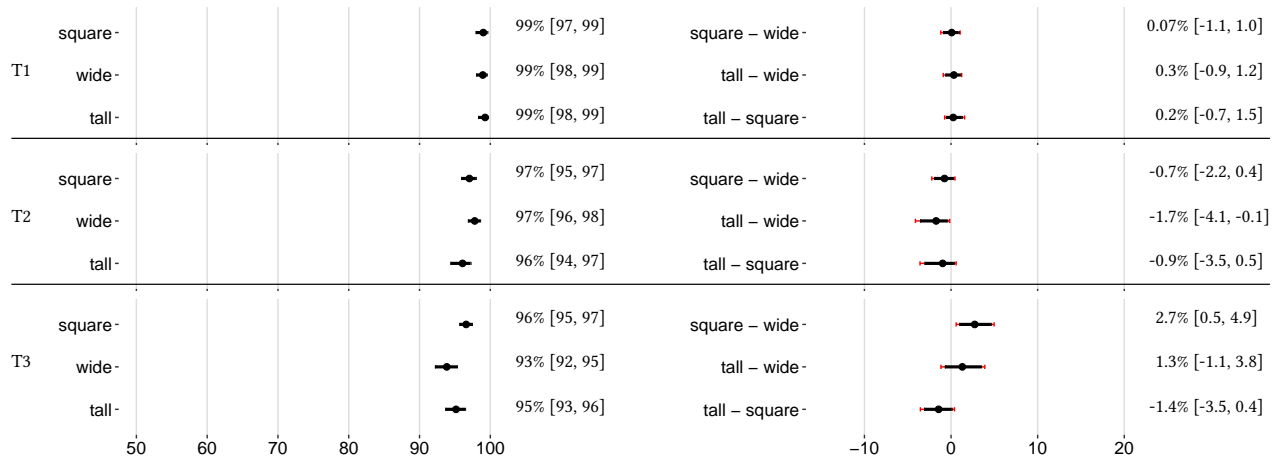 square 99% [97, 99] square − wide 0.07% [-1.1, 1.0]
T1 wide 99% [98, 99] tall − wide 0.3% [-0.9, 1.2]
tall 99% [98, 99] tall − square 0.2% [-0.7, 1.5]
square 97% [95, 97] square − wide -0.7% [-2.2, 0.4]
T2 wide 97% [96, 98] tall − wide -1.7% [-4.1, -0.1]
tall 96% [94, 97] tall − square -0.9% [-3.5, 0.5]
square 96% [95, 97] square − wide 2.7% [0.5, 4.9]
T3 wide 93% [92, 95] tall − wide 1.3% [-1.1, 3.8]
tall 95% [93, 96] tall − square -1.4% [-3.5, 0.4]
50 60 70 80 90 100 −10 0 10 20